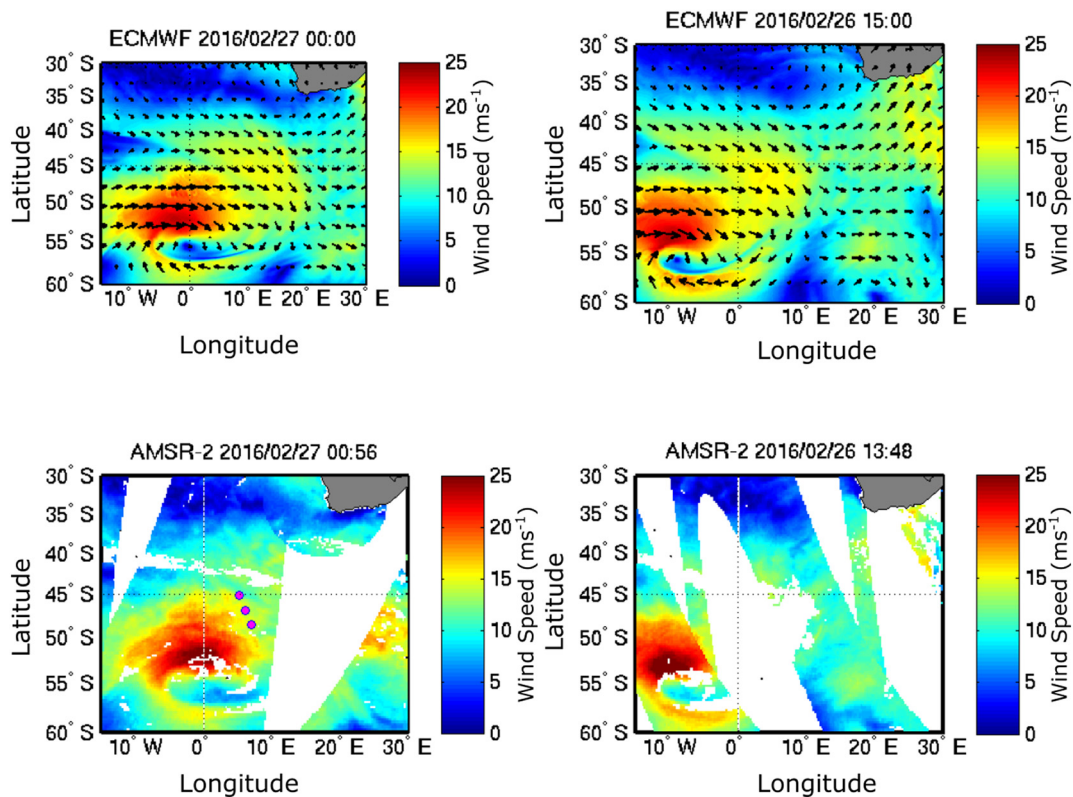 ECMWF 2016/02/27 00:00
30° S
35° S
40° S
45° S
50° S
55° S
60° S
10° W
0°
10° E
20° E
30° E
Latitude
Longitude
25
20
15
10
5
0
Wind Speed (ms⁻¹)
ECMWF 2016/02/26 15:00
30° S
35° S
40° S
45° S
50° S
55° S
60° S
10° W
0°
10° E
20° E
30° E
Latitude
Longitude
25
20
15
10
5
0
Wind Speed (ms⁻¹)
AMSR-2 2016/02/27 00:56
30° S
35° S
40° S
45° S
50° S
55° S
60° S
10° W
0°
10° E
20° E
30° E
Latitude
Longitude
25
20
15
10
5
0
Wind Speed (ms⁻¹)
AMSR-2 2016/02/26 13:48
30° S
35° S
40° S
45° S
50° S
55° S
60° S
10° W
0°
10° E
20° E
30° E
Latitude
Longitude
25
20
15
10
5
0
Wind Speed (ms⁻¹)